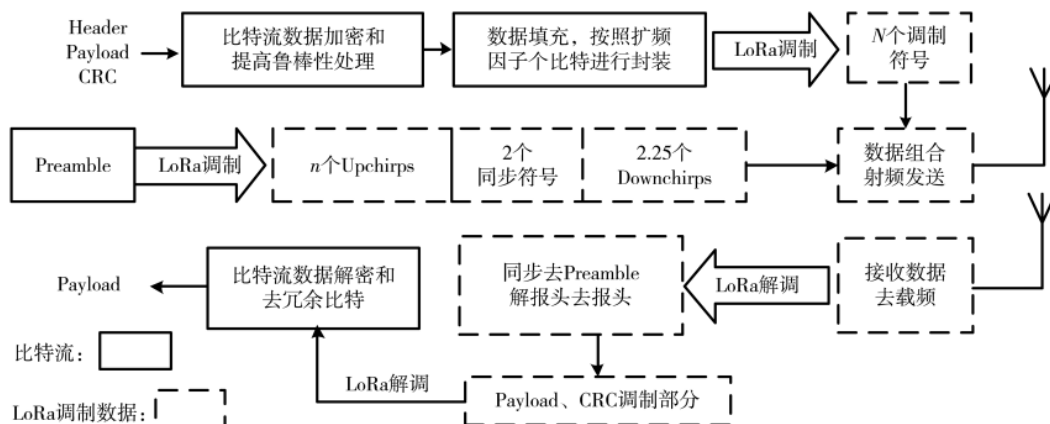 Header
Payload
CRC
比特流数据加密和
提高鲁棒性处理
数据填充，按照扩频
因子个比特进行封装
LoRa调制
N个调制
符号
Preamble
LoRa调制
n个Upchirps
2个
同步符号
2.25个
Downchirps
数据组合
射频发送
Payload
比特流数据解密和
去冗余比特
同步去Preamble
解报头去报头
LoRa解调
接收数据
去载频
比特流：
LoRa解调
Payload、CRC调制部分
LoRa调制数据：